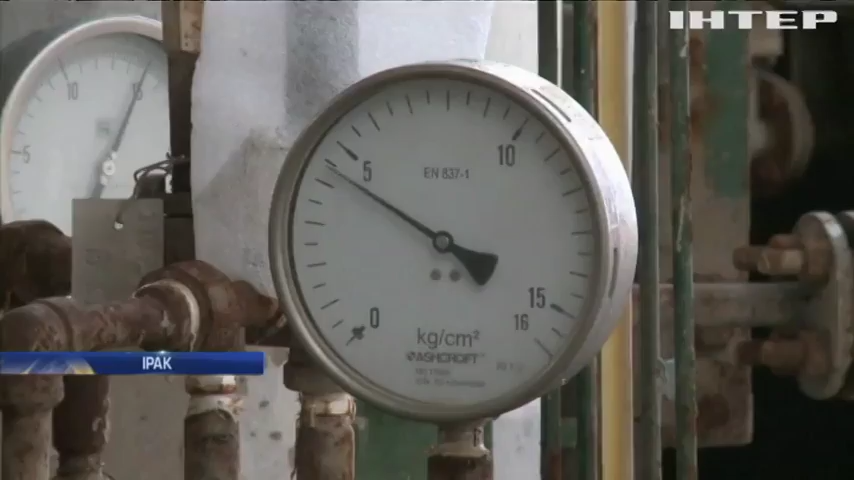 ІНТЕР
10
15
5
5
10
EN 837-1
0
15
16
kg/cm²
ASHCROFT
ІРАК